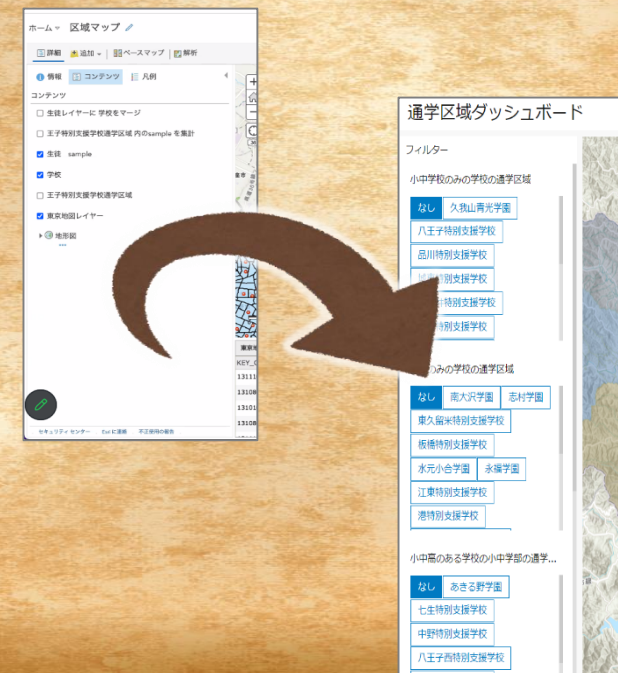 ホーム 区域マップ
詳細 追加 ベースマップ 解析
情報 コンテンツ 凡例
コンテンツ
生徒レイヤーに 学校をマージ
王子特別支援学校通学区域 内のsample を集計
生徒 sample
学校
王子特別支援学校通学区域
東京地図レイヤー
地形図
KEY_
13111
13108
13101
13108
セキュリティ センター Esri に連絡 不正使用の報告
通学区域ダッシュボード
フィルター
小中学校のみの学校の通学区域
なし 久我山青光学園
八王子特別支援学校
品川特別支援学校
特別支援学校
特別支援学校
特別支援学校
のみの学校の通学区域
なし 南大沢学園 志村学園
東久留米特別支援学校
板橋特別支援学校
水元小合学園 永福学園
江東特別支援学校
港特別支援学校
小中高のある学校の小中学部の通学...
なし あきる野学園
七生特別支援学校
中野特別支援学校
八王子西特別支援学校